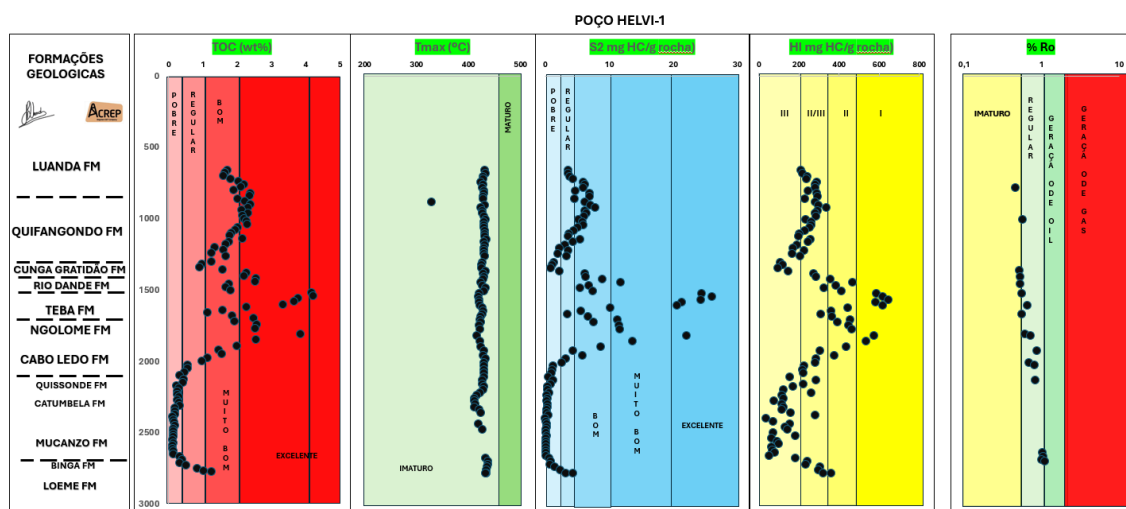 POÇO HELVI-1
FORMAÇÕES
GEOLOGICAS
ACREP
LUANDA FM
QUIFANGONDO FM
CUNGA GRATIDÃO FM
RIO DANDE FM
TEBA FM
NGOLOME FM
CABO LEDO FM
QUISSONDE FM
CATUMBELA FM
MUCANZO FM
BINGA FM
LOEME FM
TOC (wt%)
0 1 2 3 4 5
0
500
1000
1500
2000
2500
3000
POBRE
REGULAR
BOM
MUITO BOM
EXCELENTE
Tmax (ºC)
200 300 400 500
MATURO
IMATURO
S2 mg HC/g rocha)
0 10 20 30
POBRE
REGULAR
BOM
MUITO BOM
EXCELENTE
HI mg HC/g rocha)
0 200 400 600 800
III II/III II I
% Ro
0,1 1 10
IMATURO
REGULAR
GERAÇÃ ODE OIL
GERAÇÃ ODE GAS